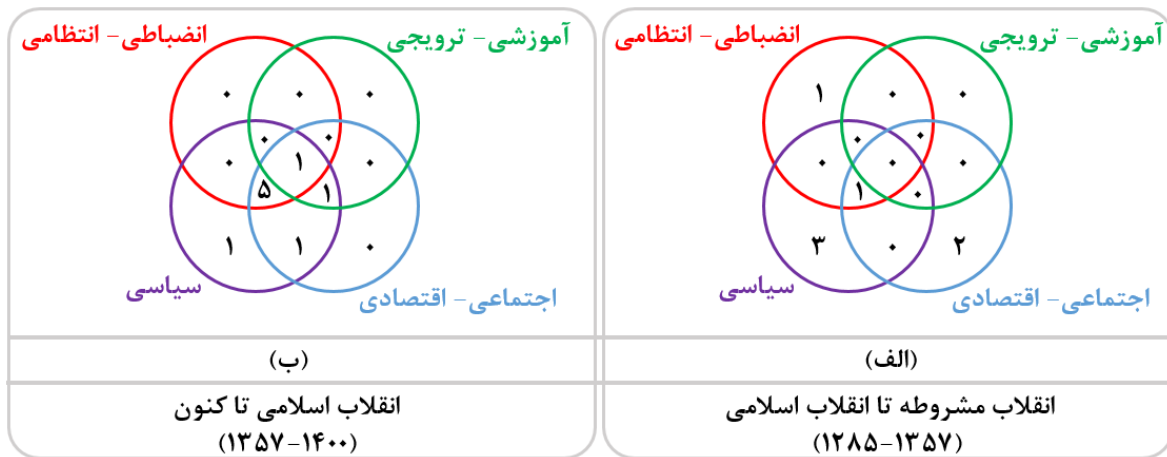 آموزشی- ترویجی
انضباطی- انتظامی
۰ ۰ ۱
۰ ۰
۰ ۰ ۰
۰ ۱
۲ ۰ ۳
سیاسی
اجتماعی- اقتصادی
(الف)
انقلاب مشروطه تا انقلاب اسلامی
(۱۲۸۵-۱۳۵۷)
آموزشی- ترویجی
انضباطی- انتظامی
۰ ۰ ۰
۰ ۰
۰ ۱ ۰
۱ ۵
۰ ۱ ۱
سیاسی
اجتماعی- اقتصادی
(ب)
انقلاب اسلامی تا کنون
(۱۳۵۷-۱۴۰۰)